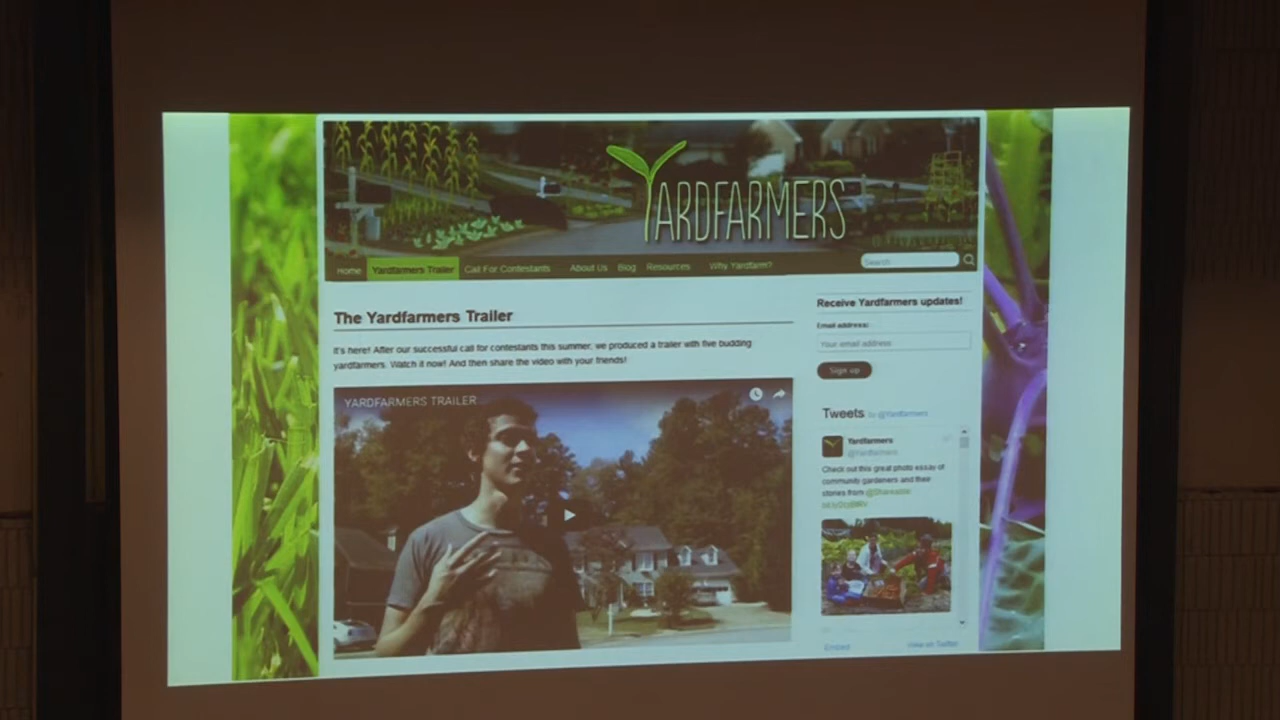 YARDFARMERS
Home Yardfarmers Trailer Call For Contestants About Us Blog Resources Why Yardfarm?
Search
The Yardfarmers Trailer
It's here! After our successful call for contestants this summer, we produced a trailer with five budding
yardfarmers. Watch it now! And then share the video with your friends!
YARDFARMERS TRAILER
Receive Yardfarmers updates!
Email address:
Your email address
Sign up
Tweets by @Yardfarmers
Yardfarmers
@Yardfarmers
Check out this great photo essay of
community gardeners and their
stories from @Shareable
Embed View on Twitter